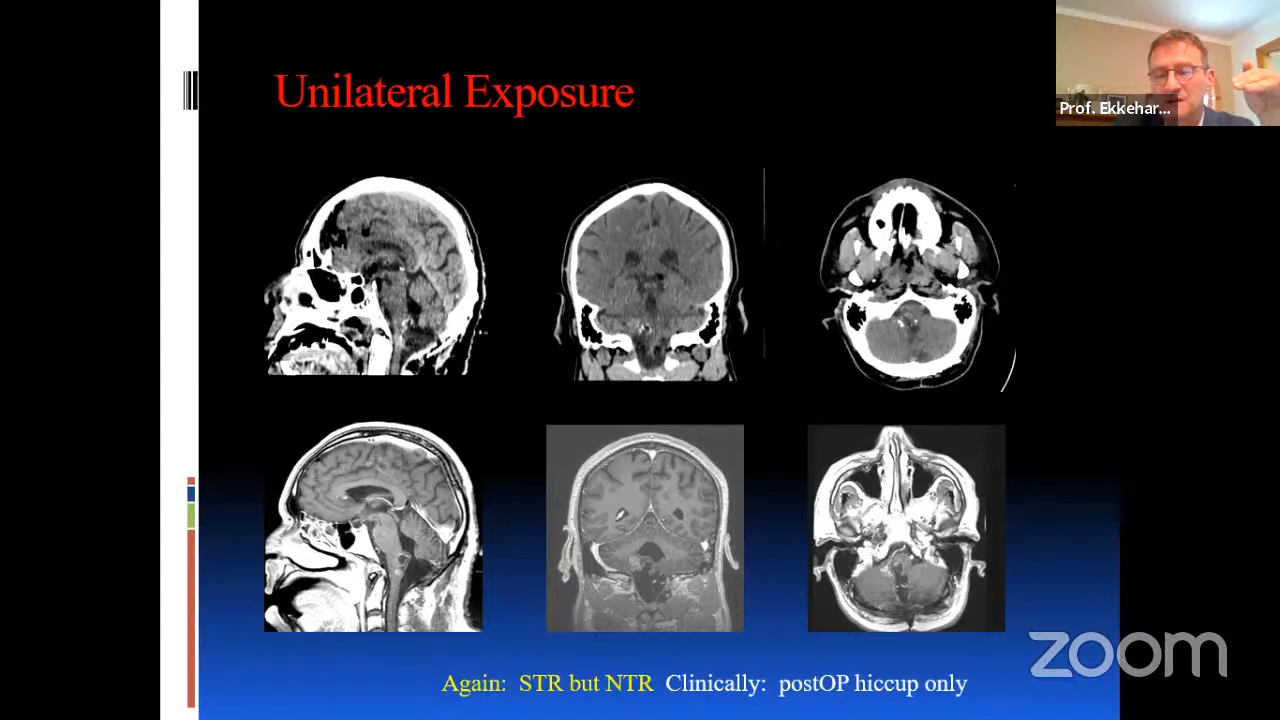 Unilateral Exposure
Prof. Ekkehar...
Again: STR but NTR Clinically: postOP hiccup only
zoom